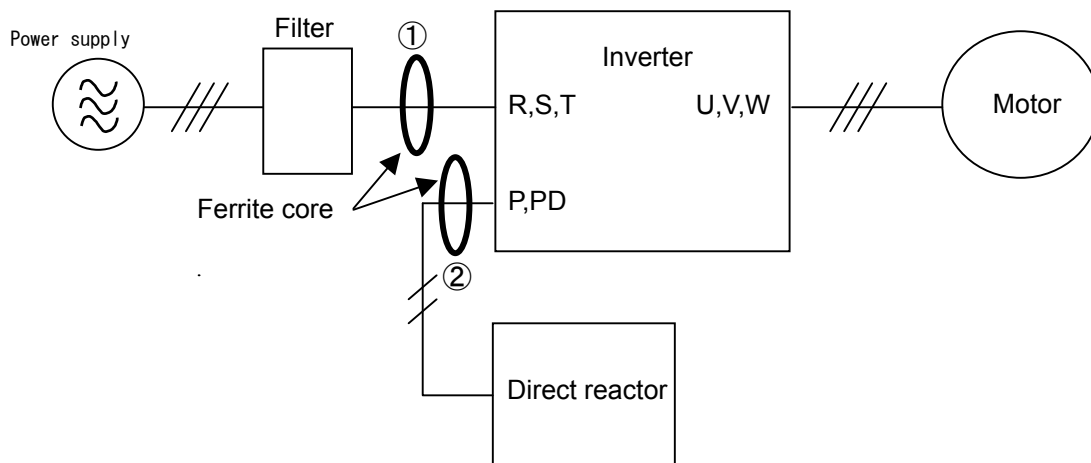 Power supply
Filter
①
Inverter
R,S,T
U,V,W
Motor
Ferrite core
P,PD
②
Direct reactor